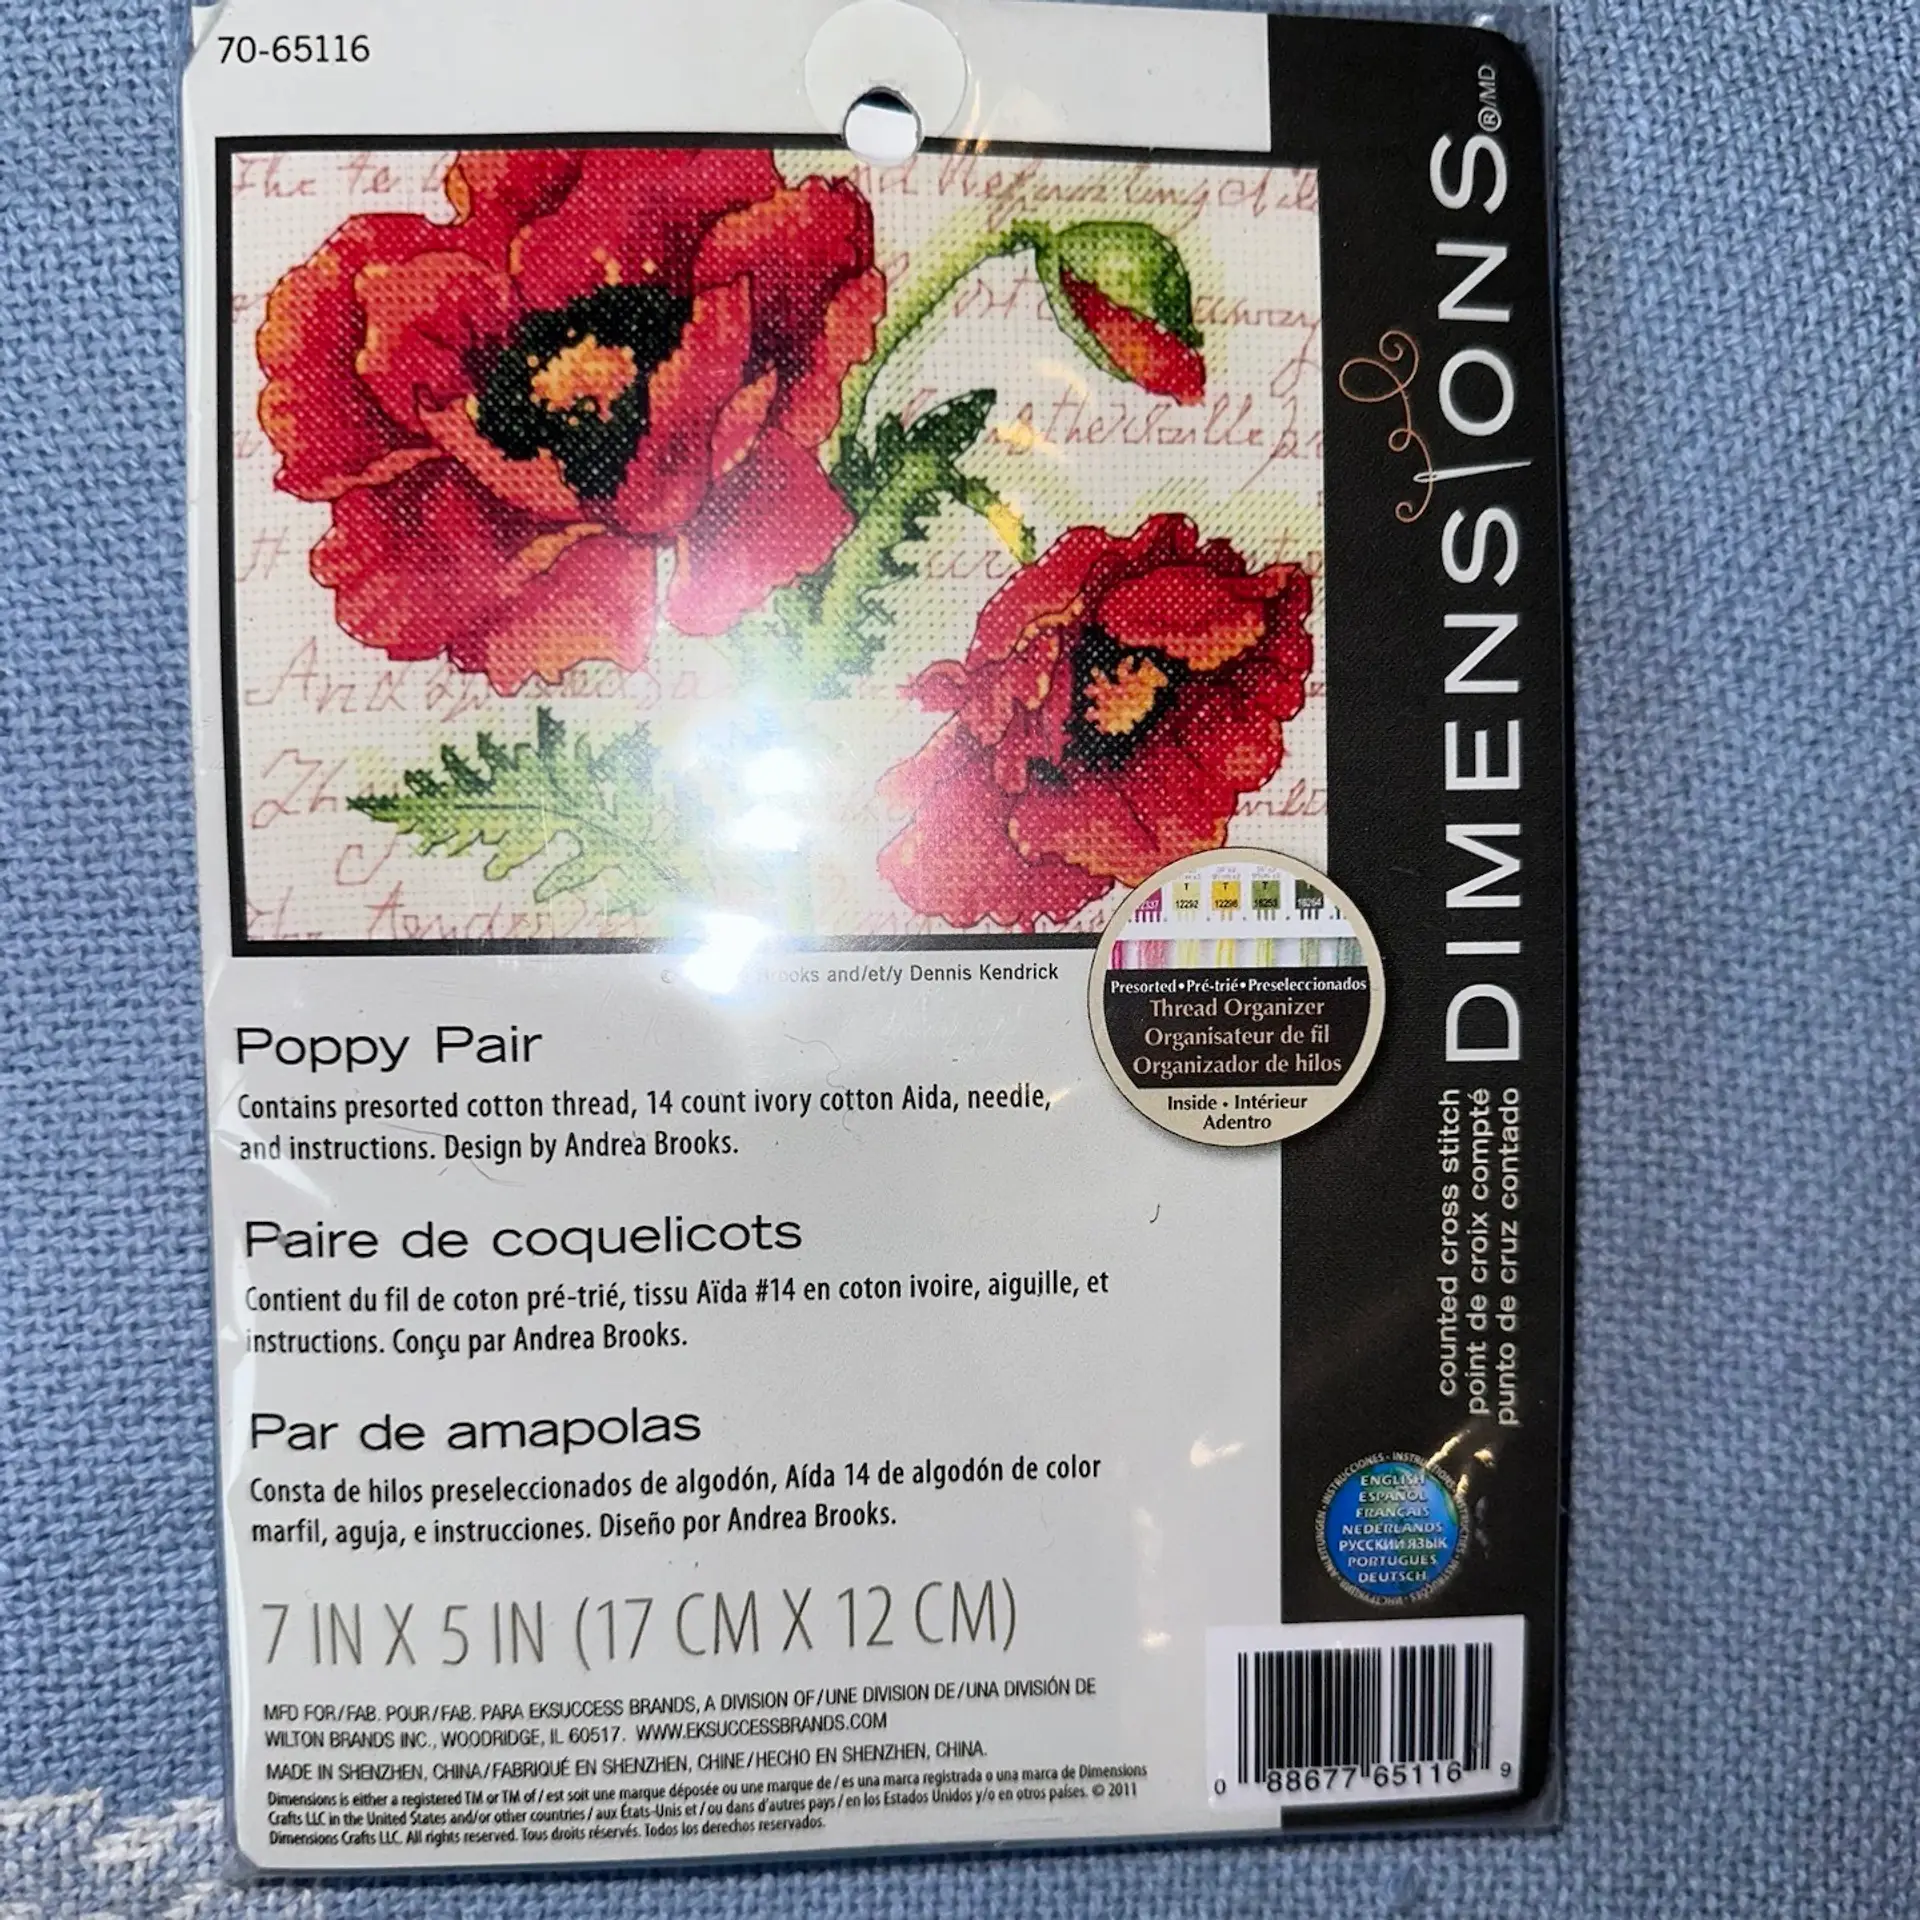 70-65116
DIMENSIONS®/MD
counted cross stitch
point de croix compté
punto de cruz contado
The
the
And
The
Brooks and/et/y Dennis Kendrick
T T T T
12292 12298 16253 16264
Presorted•Pré-trié•Preseleccionados
Thread Organizer
Organisateur de fil
Organizador de hilos
Inside • Intérieur
Adentro
Poppy Pair
Contains presorted cotton thread, 14 count ivory cotton Aida, needle,
and instructions. Design by Andrea Brooks.
Paire de coquelicots
Contient du fil de coton pré-trié, tissu Aïda #14 en coton ivoire, aiguille, et
instructions. Conçu par Andrea Brooks.
Par de amapolas
Consta de hilos preseleccionados de algodón, Aída 14 de algodón de color
marfil, aguja, e instrucciones. Diseño por Andrea Brooks.
7 IN X 5 IN (17 CM X 12 CM)
MFD FOR/FAB. POUR/FAB. PARA EKSUCCESS BRANDS, A DIVISION OF/UNE DIVISION DE/UNA DIVISIÓN DE
WILTON BRANDS INC., WOODRIDGE, IL 60517. WWW.EKSUCCESSBRANDS.COM
MADE IN SHENZHEN, CHINA/FABRIQUÉ EN SHENZHEN, CHINE/HECHO EN SHENZHEN, CHINA.
Dimensions is either a registered TM or TM of / est soit une marque déposée ou une marque de / es una marca registrada o una marca de Dimensions
Crafts LLC in the United States and/or other countries / aux États-Unis et / ou dans d'autres pays / en los Estados Unidos y/o en otros países. © 2011
Dimensions Crafts LLC. All rights reserved. Tous droits réservés. Todos los derechos reservados.
INSTRUCCIONES • INSTRUCTIONS
ANLEITUNGEN
ENGLISH
ESPAÑOL
FRANÇAIS
NEDERLANDS
РУССКИЙ ЯЗЫК
PORTUGUES
DEUTSCH
0 88677 65116 9